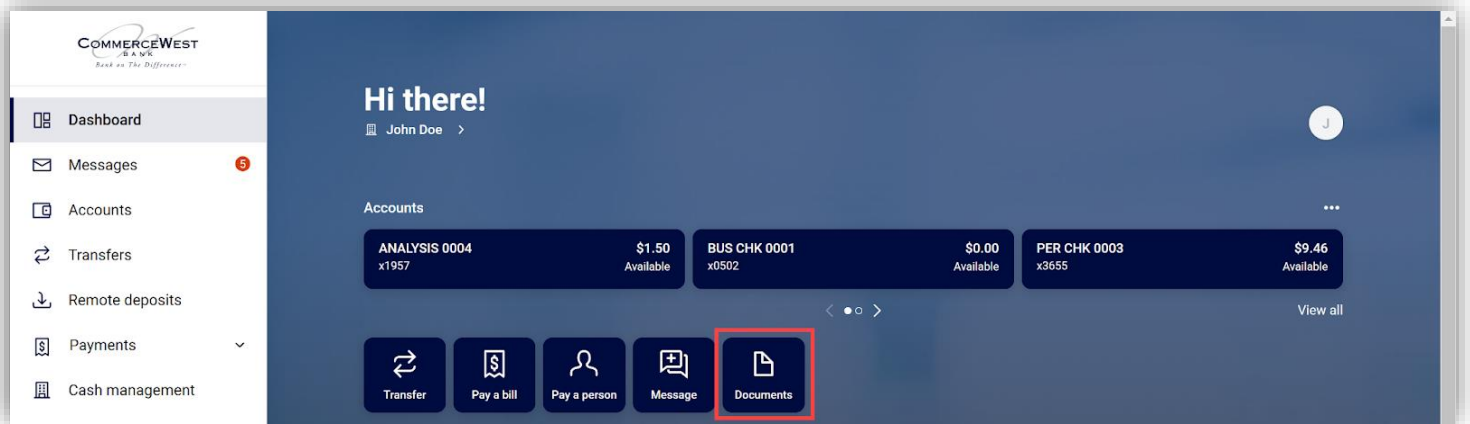 COMMERCEWEST
BANK
Bank on The Difference
Dashboard
Messages 5
Accounts
Transfers
Remote deposits
Payments
Cash management
Hi there!
John Doe
J
Accounts
ANALYSIS 0004 $1.50
x1957 Available
BUS CHK 0001 $0.00
x0502 Available
PER CHK 0003 $9.46
x3655 Available
View all
Transfer
Pay a bill
Pay a person
Message
Documents